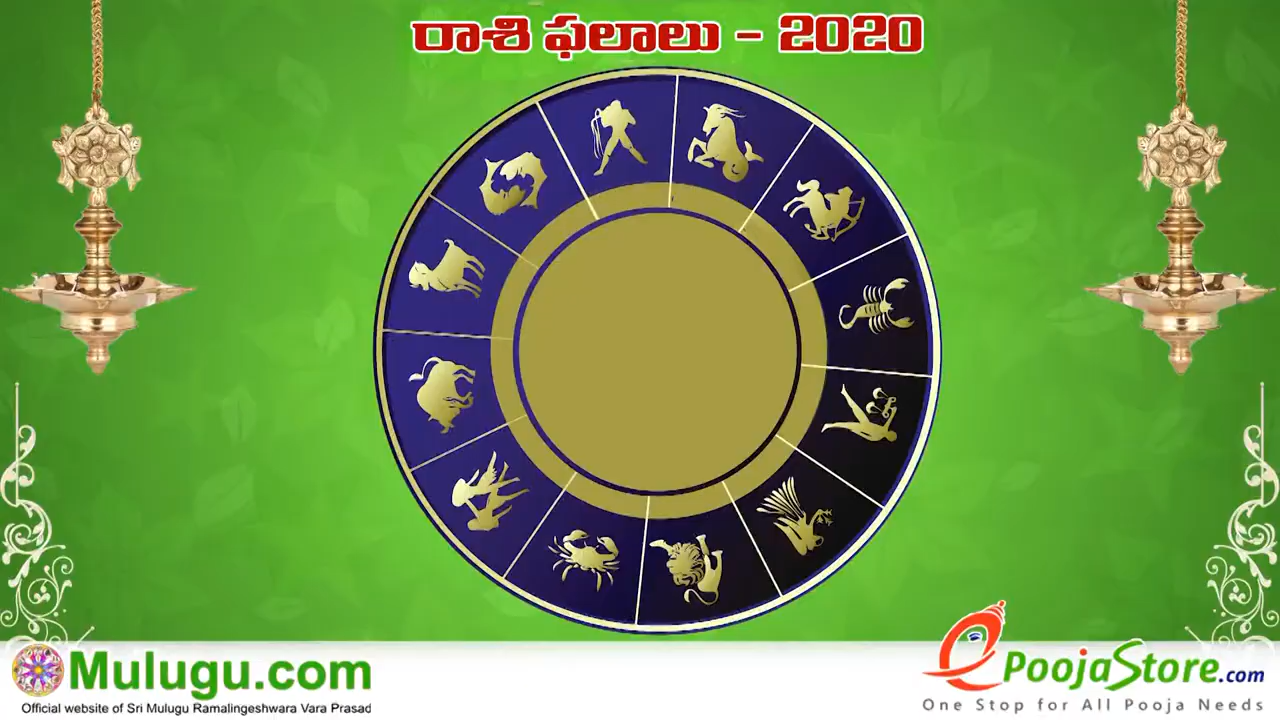 రాశి ఫలాలు - 2020
Mulugu.com
Official website of Sri Mulugu Ramalingeshwara Vara Prasad
ePoojaStore.com
One Stop for All Pooja Needs